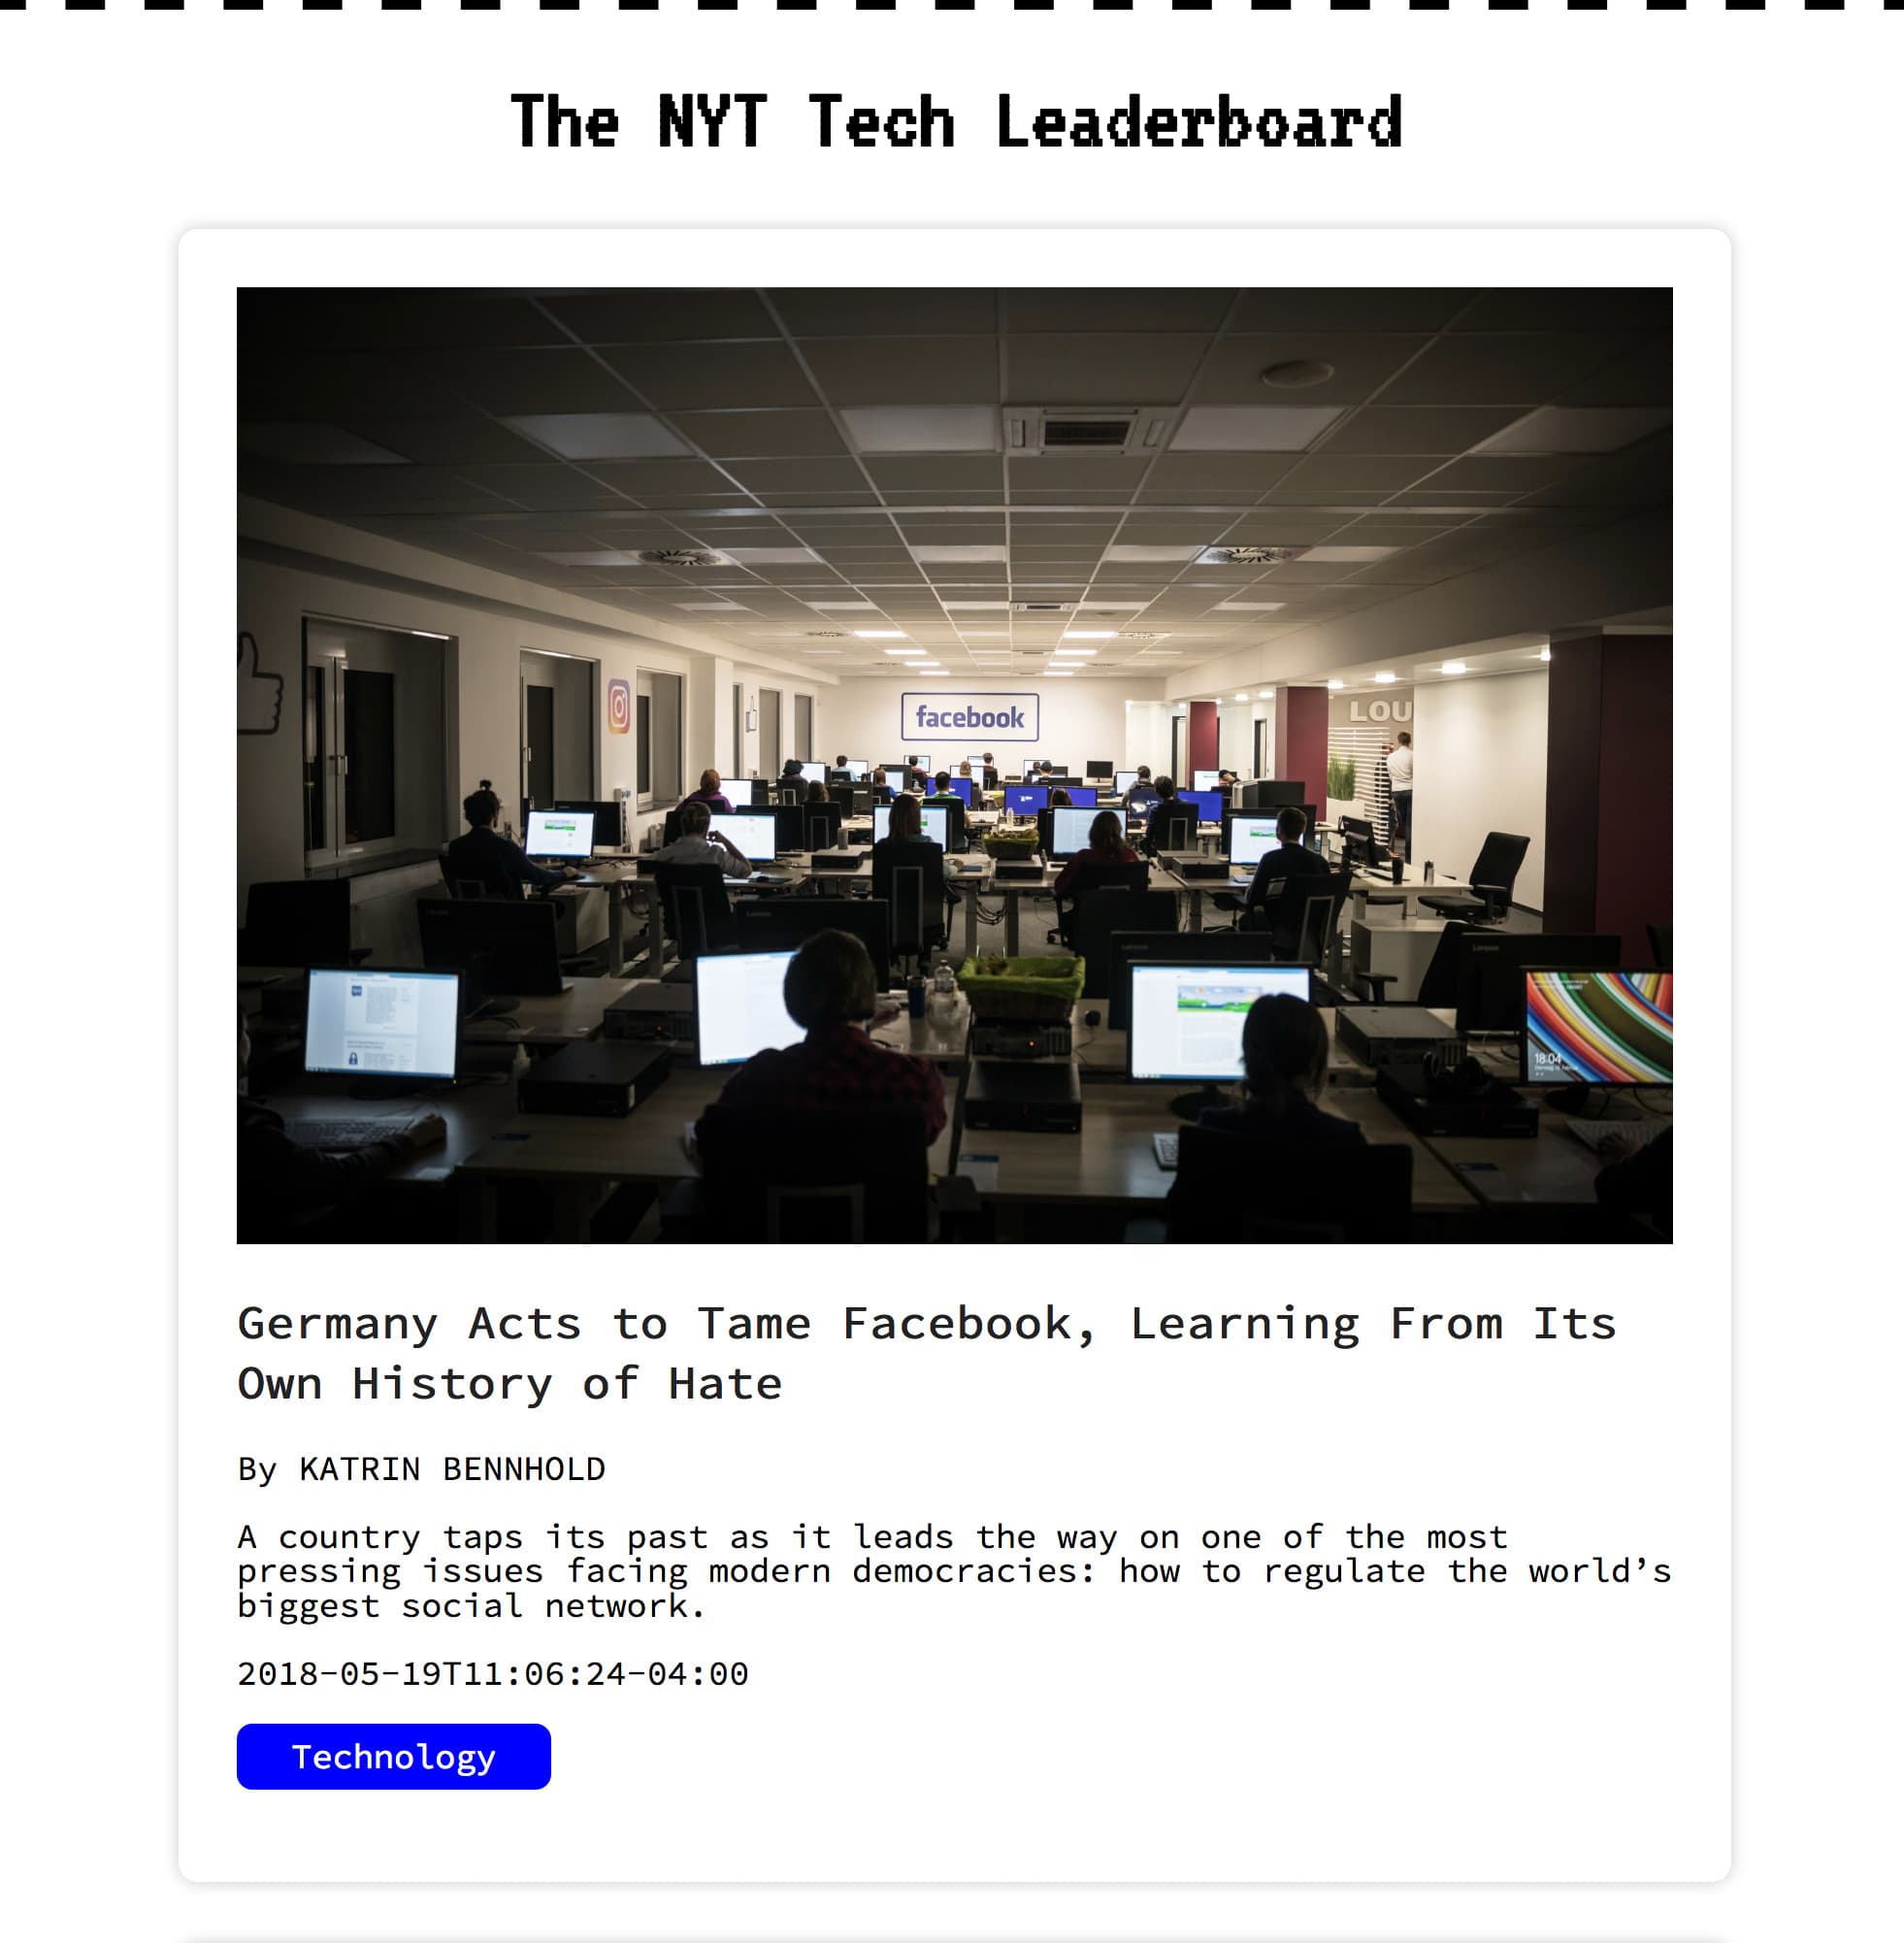 The NYT Tech Leaderboard
facebook
LOU
18:04
Germany Acts to Tame Facebook, Learning From Its
Own History of Hate
By KATRIN BENNHOLD
A country taps its past as it leads the way on one of the most
pressing issues facing modern democracies: how to regulate the world’s
biggest social network.
2018-05-19T11:06:24-04:00
Technology